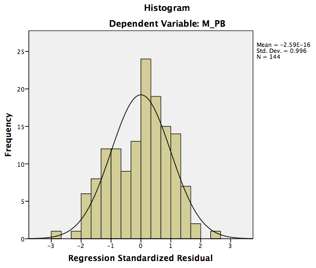 Histogram
Dependent Variable: M_PB
Mean = -2.59E-16
Std. Dev. = 0.996
N = 144
25
20
15
10
5
0
Frequency
-3 -2 -1 0 1 2 3
Regression Standardized Residual